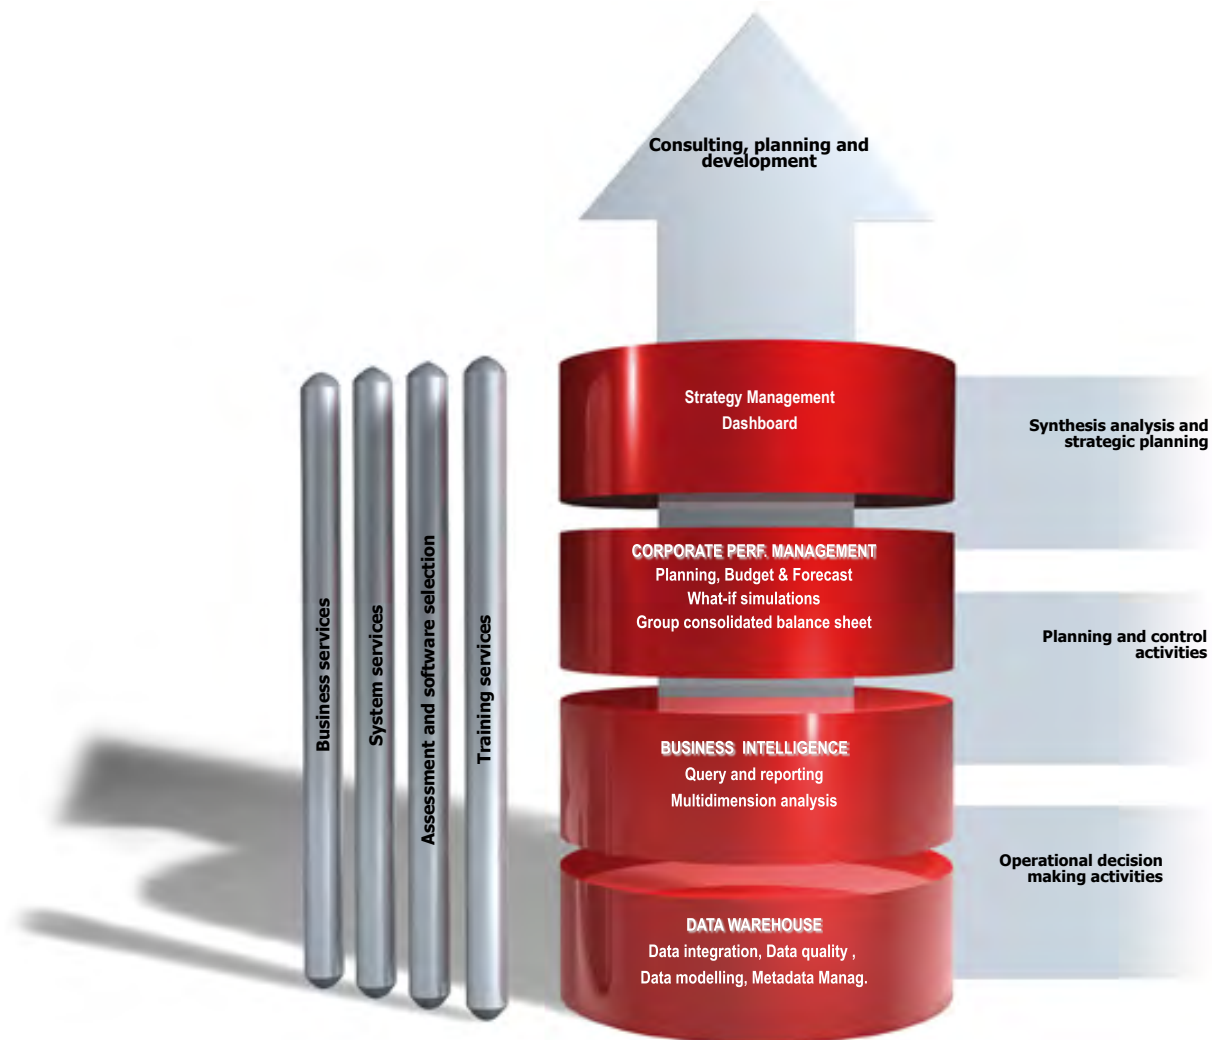 Consulting, planning and
development
Strategy Management
Dashboard
Synthesis analysis and
strategic planning
CORPORATE PERF. MANAGEMENT
Planning, Budget & Forecast
What-if simulations
Group consolidated balance sheet
Planning and control
activities
BUSINESS INTELLIGENCE
Query and reporting
Multidimension analysis
Operational decision
making activities
DATA WAREHOUSE
Data integration, Data quality ,
Data modelling, Metadata Manag.
Business services
System services
Assessment and software selection
Training services